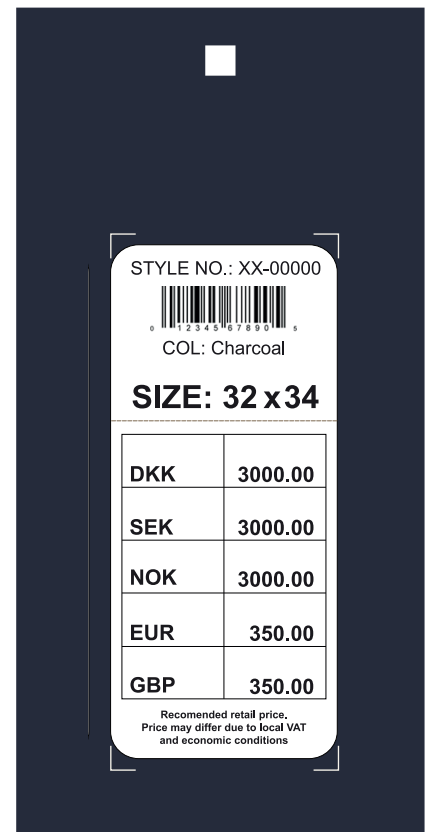 STYLE NO.: XX-00000
0 12345 67890 5
COL: Charcoal
SIZE: 32 x 34
DKK 3000.00
SEK 3000.00
NOK 3000.00
EUR 350.00
GBP 350.00
Recomended retail price.
Price may differ due to local VAT
and economic conditions